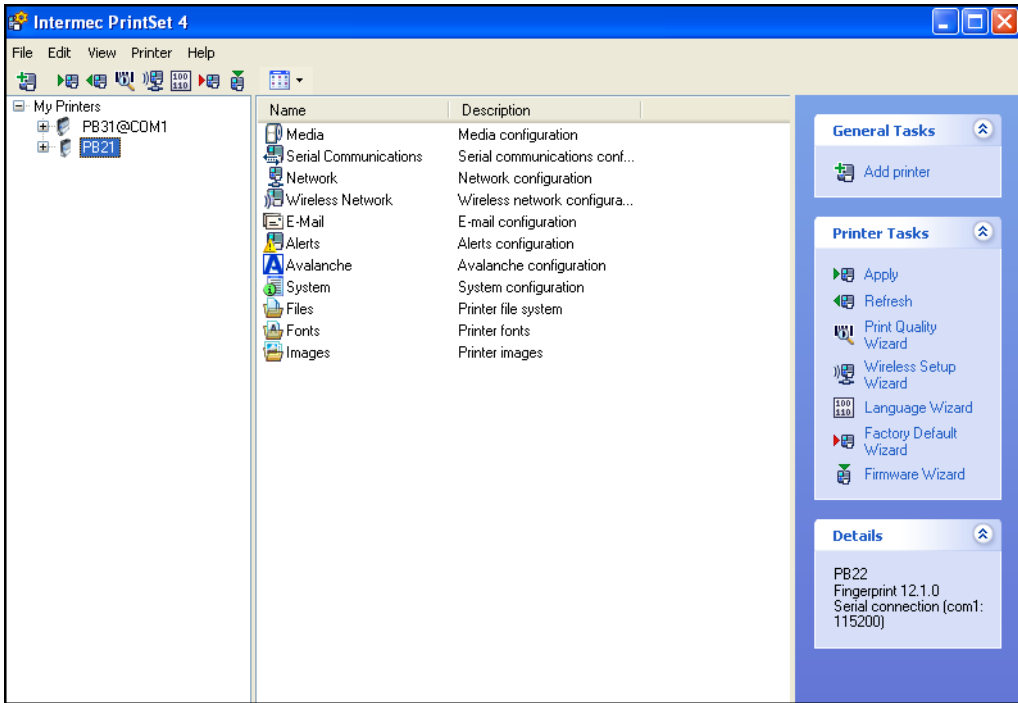 Intermec PrintSet 4
File Edit View Printer Help
100
110
My Printers
PB31@COM1
PB21
Name Description
Media Media configuration
Serial Communications Serial communications conf...
Network Network configuration
Wireless Network Wireless network configura...
E-Mail E-mail configuration
Alerts Alerts configuration
Avalanche Avalanche configuration
System System configuration
Files Printer file system
Fonts Printer fonts
Images Printer images
General Tasks
Add printer
Printer Tasks
Apply
Refresh
Print Quality
Wizard
Wireless Setup
Wizard
100
110
Language Wizard
Factory Default
Wizard
Firmware Wizard
Details
PB22
Fingerprint 12.1.0
Serial connection (com1:
115200)